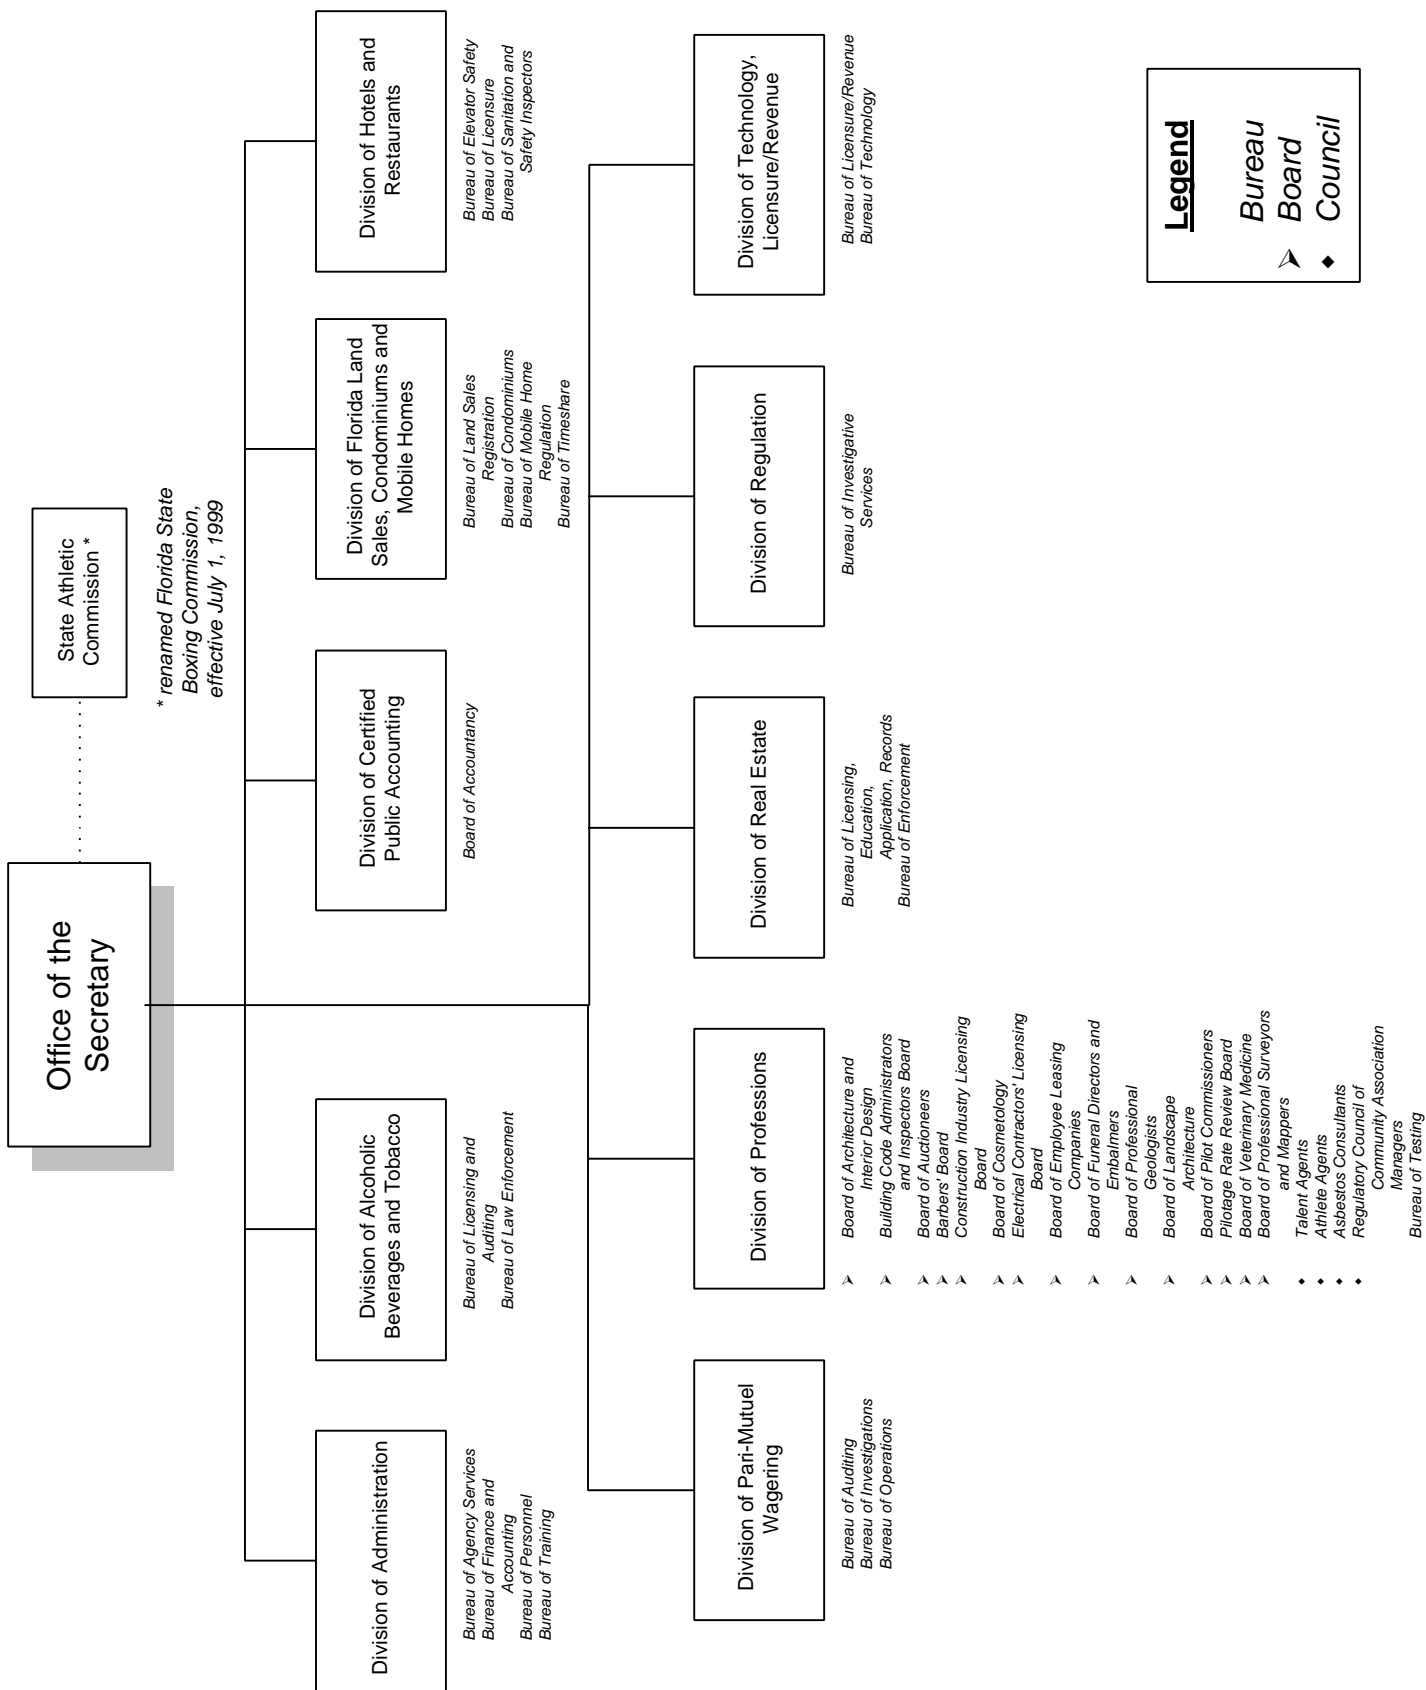 Office of the
Secretary
State Athletic
Commission *
* renamed Florida State
Boxing Commission,
effective July 1, 1999
Division of Administration
Bureau of Agency Services
Bureau of Finance and
Accounting
Bureau of Personnel
Bureau of Training
Division of Alcoholic
Beverages and Tobacco
Bureau of Licensing and
Auditing
Bureau of Law Enforcement
Division of Certified
Public Accounting
Board of Accountancy
Division of Florida Land
Sales, Condominiums and
Mobile Homes
Bureau of Land Sales
Registration
Bureau of Condominiums
Bureau of Mobile Home
Regulation
Bureau of Timeshare
Division of Hotels and
Restaurants
Bureau of Elevator Safety
Bureau of Licensure
Bureau of Sanitation and
Safety Inspectors
Division of Pari-Mutuel
Wagering
Bureau of Auditing
Bureau of Investigations
Bureau of Operations
Division of Professions
➢ Board of Architecture and
Interior Design
➢ Building Code Administrators
and Inspectors Board
➢ Board of Auctioneers
➢ Barbers' Board
➢ Construction Industry Licensing
Board
➢ Board of Cosmetology
➢ Electrical Contractors' Licensing
Board
➢ Board of Employee Leasing
Companies
➢ Board of Funeral Directors and
Embalmers
➢ Board of Professional
Geologists
➢ Board of Landscape
Architecture
➢ Board of Pilot Commissioners
➢ Pilotage Rate Review Board
➢ Board of Veterinary Medicine
➢ Board of Professional Surveyors
and Mappers
◆ Talent Agents
◆ Athlete Agents
◆ Asbestos Consultants
◆ Regulatory Council of
Community Association
Managers
Bureau of Testing
Division of Real Estate
Bureau of Licensing,
Education,
Application, Records
Bureau of Enforcement
Division of Regulation
Bureau of Investigative
Services
Division of Technology,
Licensure/Revenue
Bureau of Licensure/Revenue
Bureau of Technology
Legend
Bureau
➢ Board
◆ Council